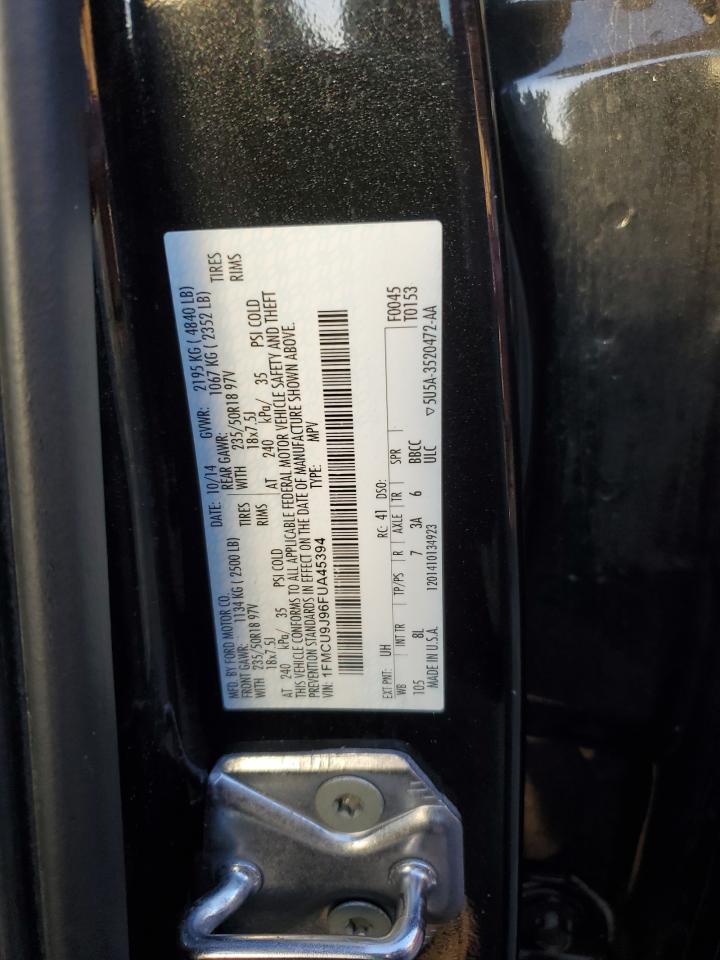 MFD. BY FORD MOTOR CO.
DATE: 10/14 GVWR: 2195 KG ( 4840 LB)
FRONT GAWR: 1134 KG ( 2500 LB) REAR GAWR: 1067 KG ( 2352 LB)
WITH 235/50R18 97V TIRES WITH 235/50R18 97V TIRES
18x7.5J RIMS 18x7.5J RIMS
AT 240 kPa/ 35 PSI COLD AT 240 kPa/ 35 PSI COLD
THIS VEHICLE CONFORMS TO ALL APPLICABLE FEDERAL MOTOR VEHICLE SAFETY AND THEFT
PREVENTION STANDARDS IN EFFECT ON THE DATE OF MANUFACTURE SHOWN ABOVE.
VIN: 1FMCU9J96FUA45394 TYPE: MPV
EXT PNT: UH RC: 41 DSO: F0045
WB INT TR TP/PS R AXLE TR SPR T0153
105 8L 7 3A 6 BBCC
MADE IN U.S.A. 1201410134923 ULC ▽ 5U5A-3520472-AA